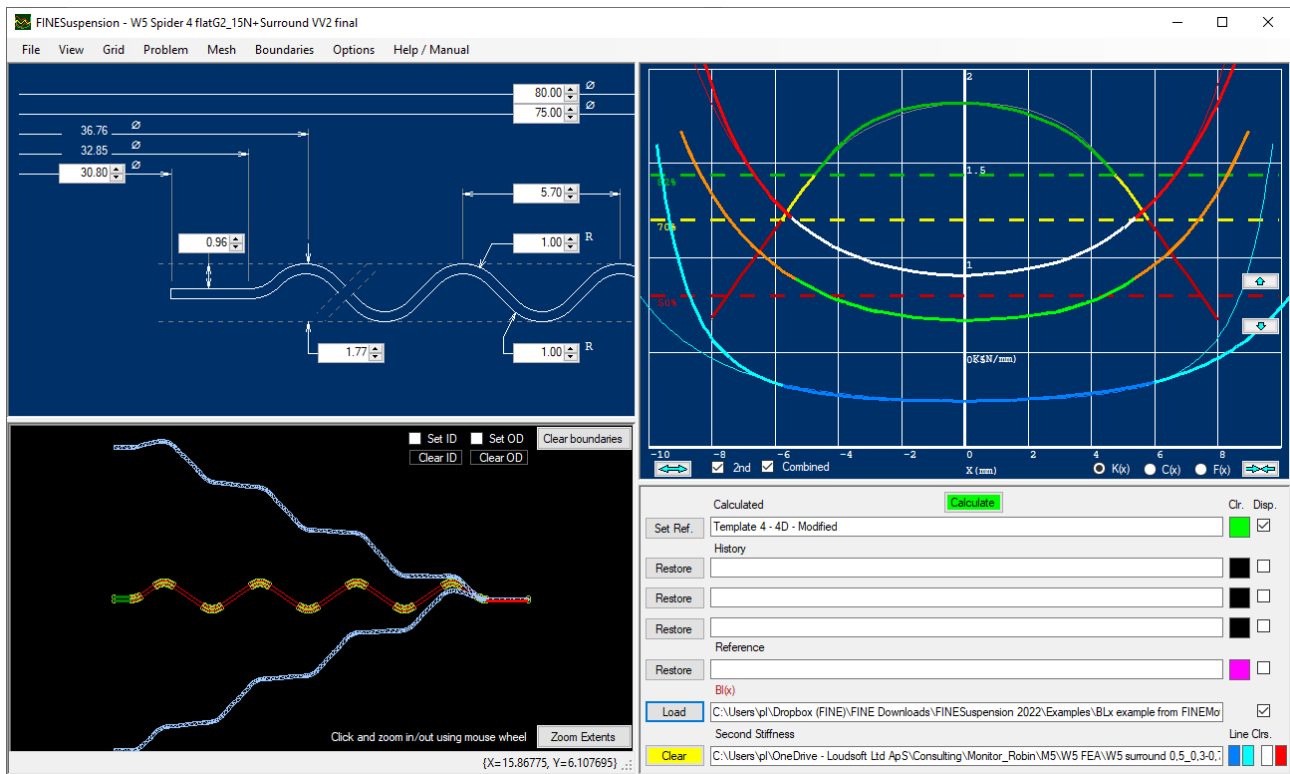 FINESuspension - W5 Spider 4 flatG2_15N+Surround VV2 final
File View Grid Problem Mesh Boundaries Options Help / Manual
80.00 Ø
75.00 Ø
36.76 Ø
32.85 Ø
30.80 Ø
5.70
0.96
1.00 R
1.77
1.00 R
2
1.5
82%
70%
1
50%
-10 -8 -6 -4 -2 0 2 4 6 8
2nd Combined X(mm) K(x) C(x) F(x)
Set ID Set OD Clear boundaries
Clear ID Clear OD
Click and zoom in/out using mouse wheel Zoom Extents
{X=15.86775, Y=6.107695}
Calculated Calculate Clr. Disp.
Set Ref. Template 4 - 4D - Modified
History
Restore
Restore
Restore
Reference
Restore
Bl(x)
Load C:\Users\pl\Dropbox (FINE)\FINE Downloads\FINESuspension 2022\Examples\BLx example from FINEMo
Second Stiffness Line Clrs.
Clear C:\Users\pl\OneDrive - Loudsoft Ltd ApS\Consulting\Monitor_Robin\M5\W5 FEA\W5 surround 0,5_0,3-0,